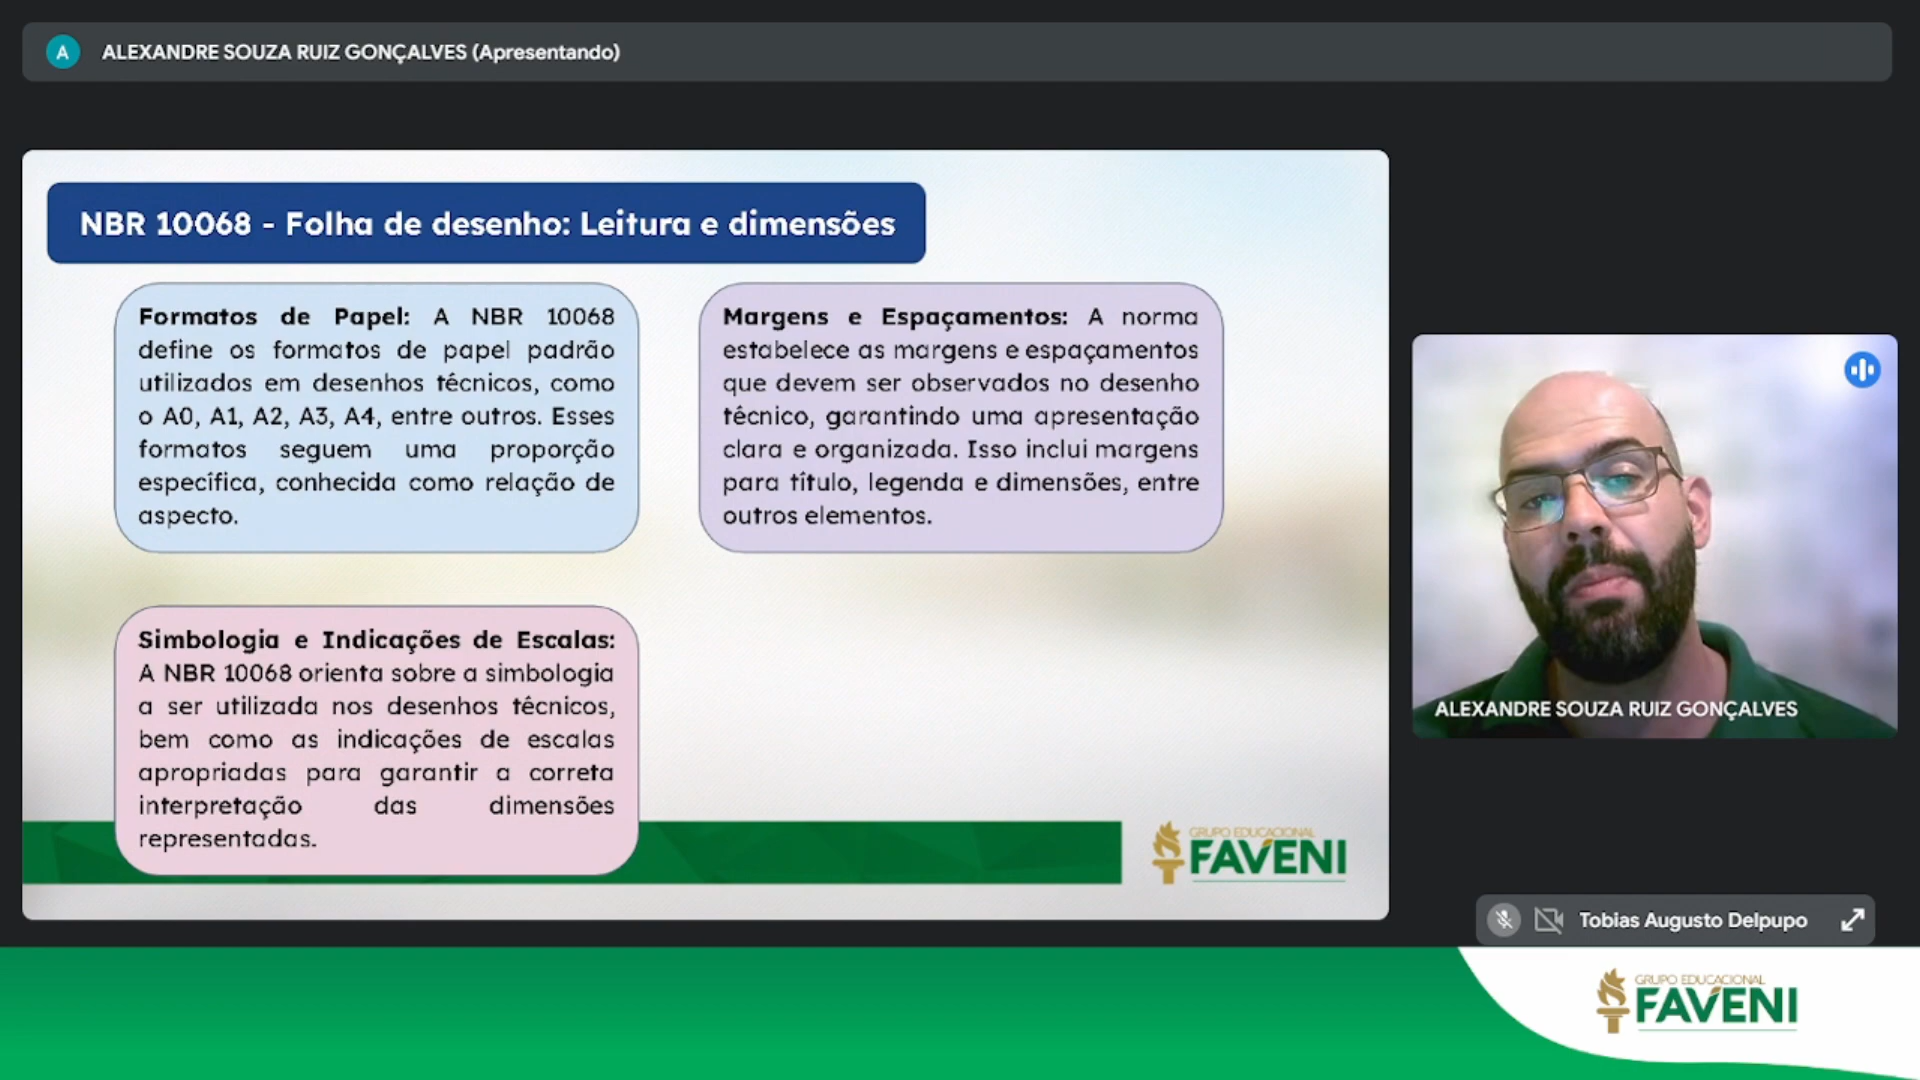 A ALEXANDRE SOUZA RUIZ GONÇALVES (Apresentando)
NBR 10068 - Folha de desenho: Leitura e dimensões
Formatos de Papel: A NBR 10068
define os formatos de papel padrão
utilizados em desenhos técnicos, como
o A0, A1, A2, A3, A4, entre outros. Esses
formatos seguem uma proporção
específica, conhecida como relação de
aspecto.
Margens e Espaçamentos: A norma
estabelece as margens e espaçamentos
que devem ser observados no desenho
técnico, garantindo uma apresentação
clara e organizada. Isso inclui margens
para título, legenda e dimensões, entre
outros elementos.
Simbologia e Indicações de Escalas:
A NBR 10068 orienta sobre a simbologia
a ser utilizada nos desenhos técnicos,
bem como as indicações de escalas
apropriadas para garantir a correta
interpretação das dimensões
representadas.
GRUPO EDUCACIONAL
FAVENI
ALEXANDRE SOUZA RUIZ GONÇALVES
Tobias Augusto Delpupo
GRUPO EDUCACIONAL
FAVENI